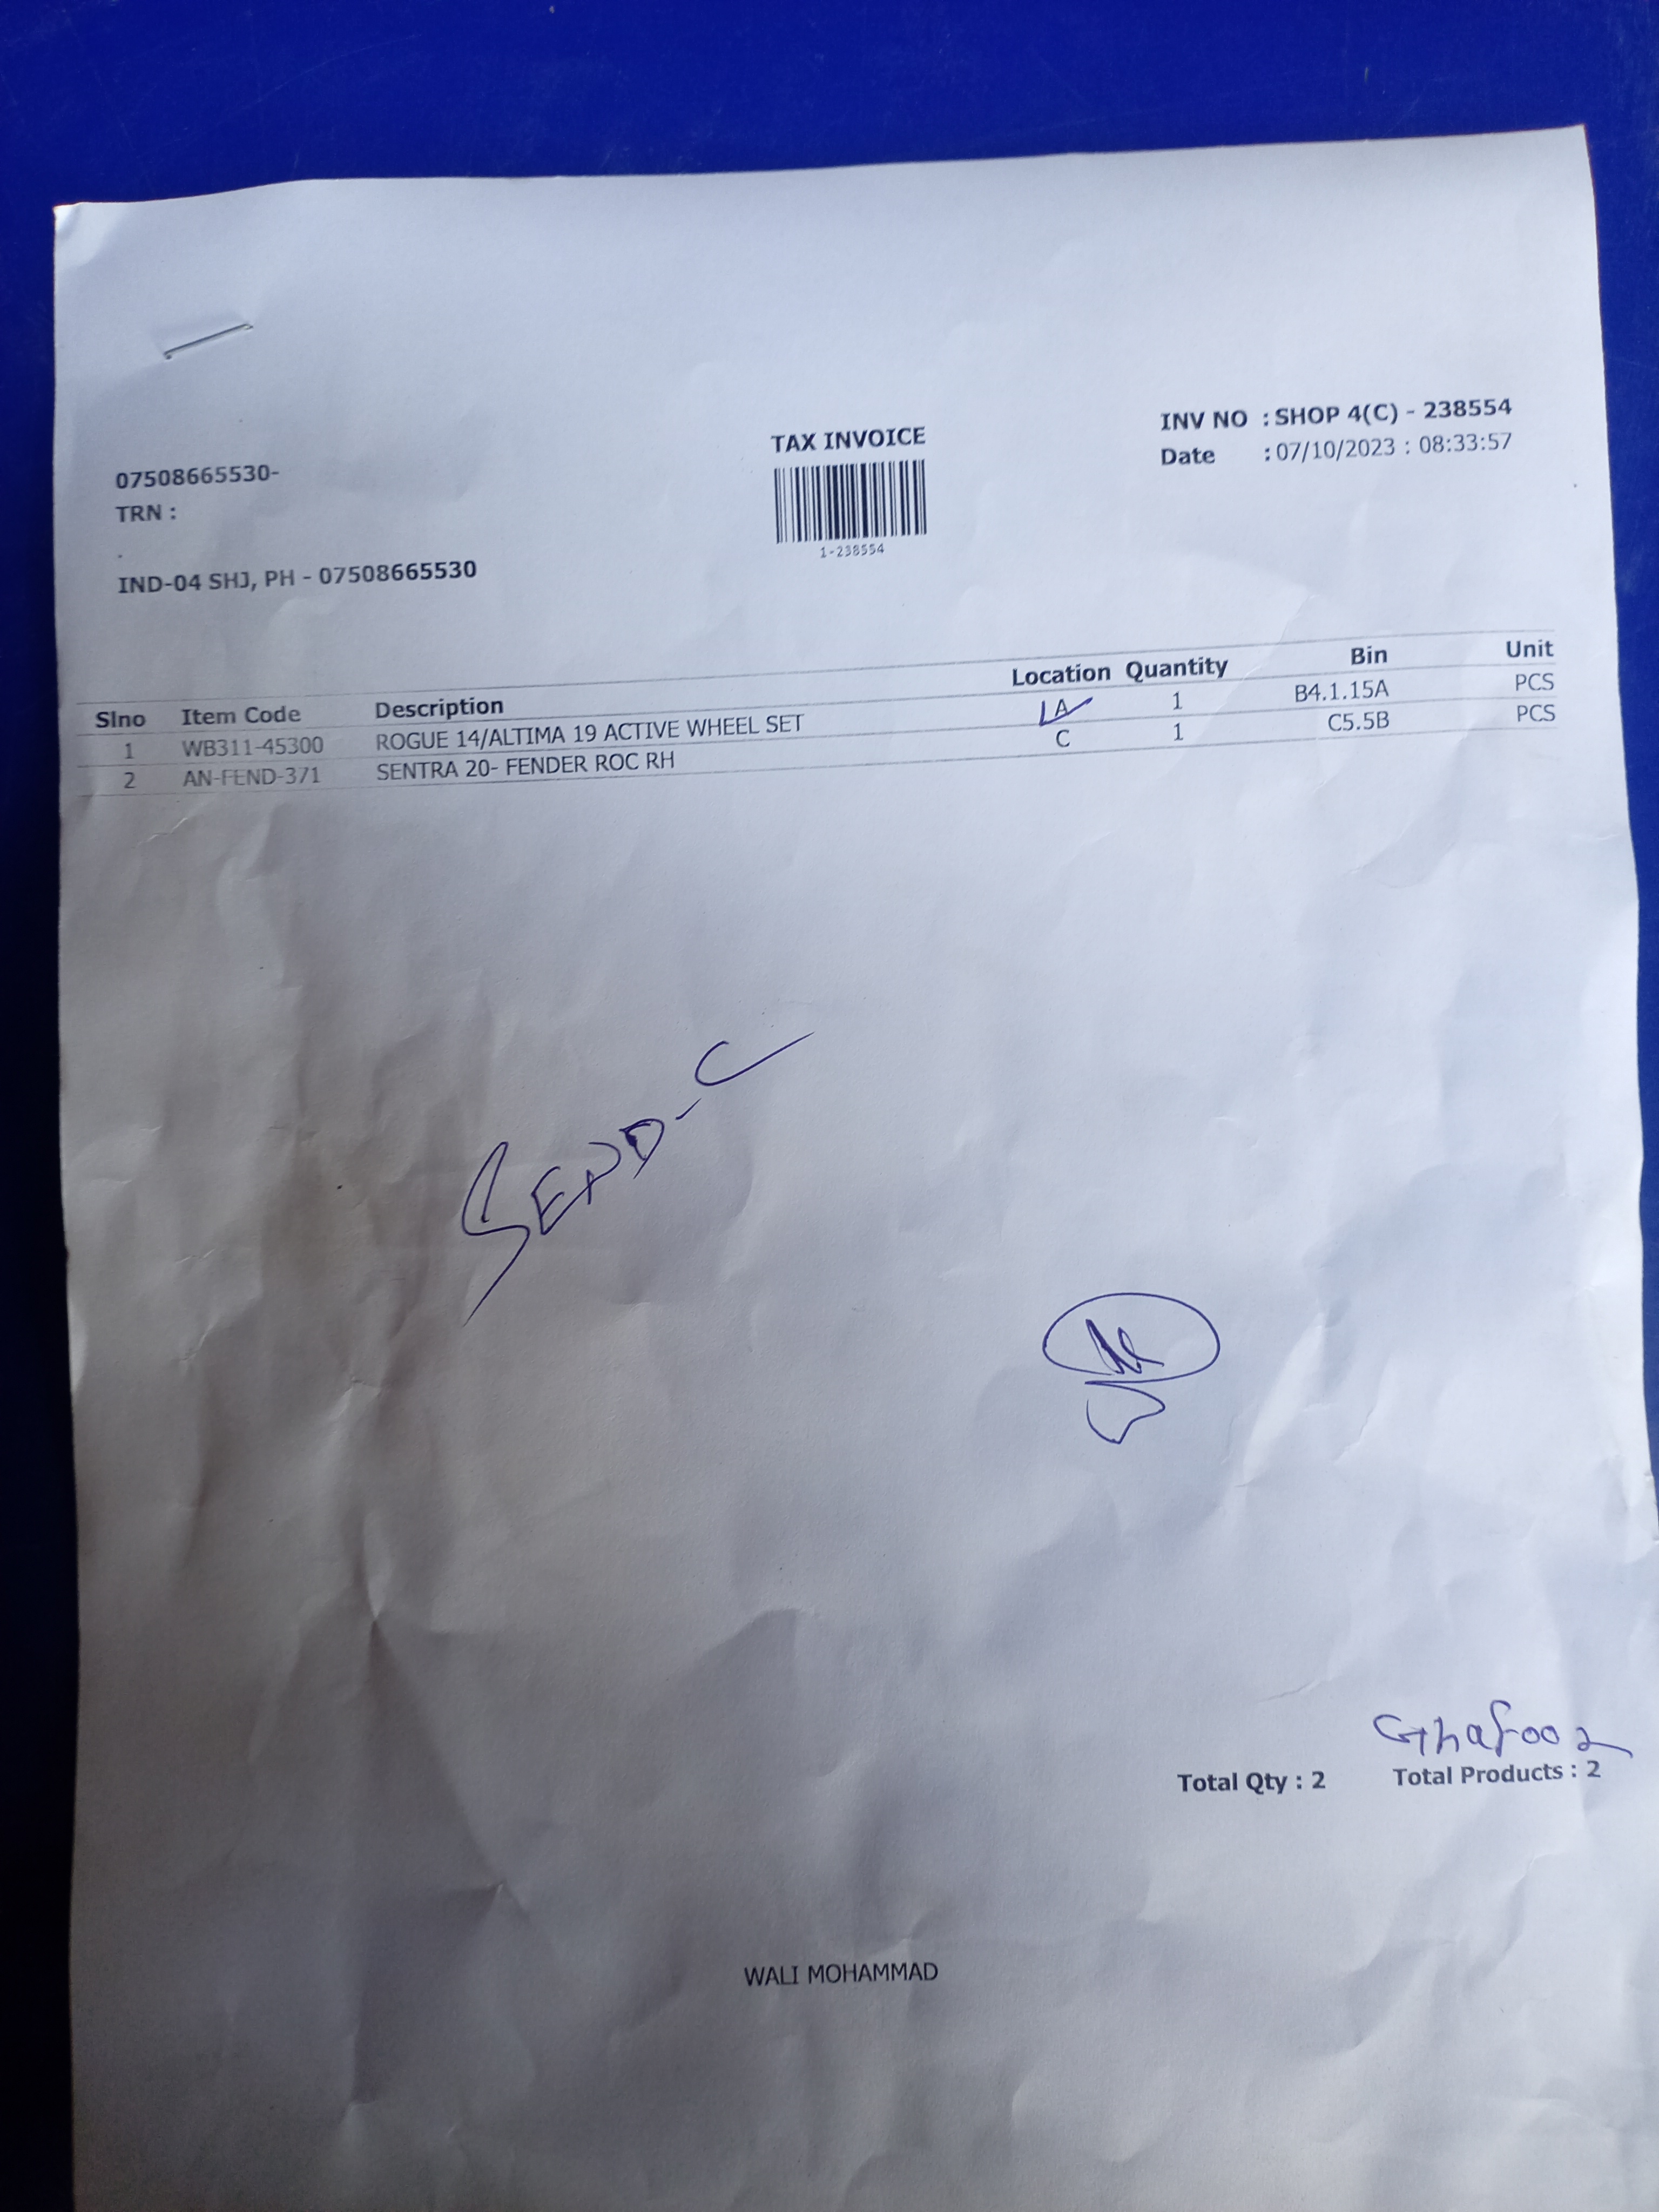 INV NO : SHOP 4(C) - 238554
Date : 07/10/2023 : 08:33:57
TAX INVOICE
1-238554
07508665530-
TRN :
.
IND-04 SHJ, PH - 07508665530
Slno Item Code Description Location Quantity Bin Unit
1 WB311-45300 ROGUE 14/ALTIMA 19 ACTIVE WHEEL SET A 1 B4.1.15A PCS
2 AN-FEND-371 SENTRA 20- FENDER ROC RH C 1 C5.5B PCS
SEND-C
Ghafoor
Total Qty : 2 Total Products : 2
WALI MOHAMMAD